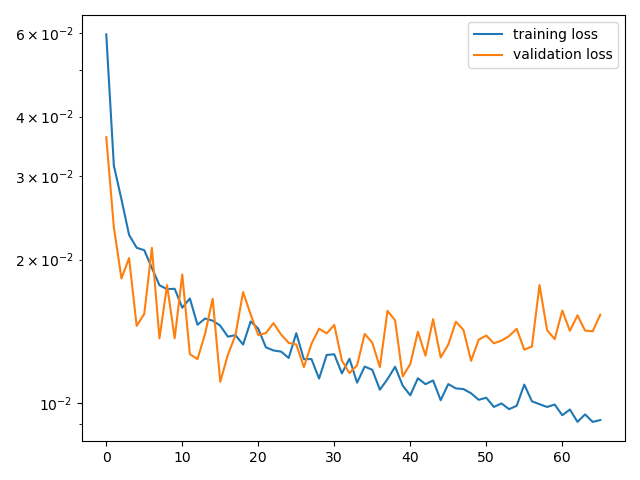 6 × 10⁻²
4 × 10⁻²
3 × 10⁻²
2 × 10⁻²
10⁻²
0 10 20 30 40 50 60
training loss
validation loss